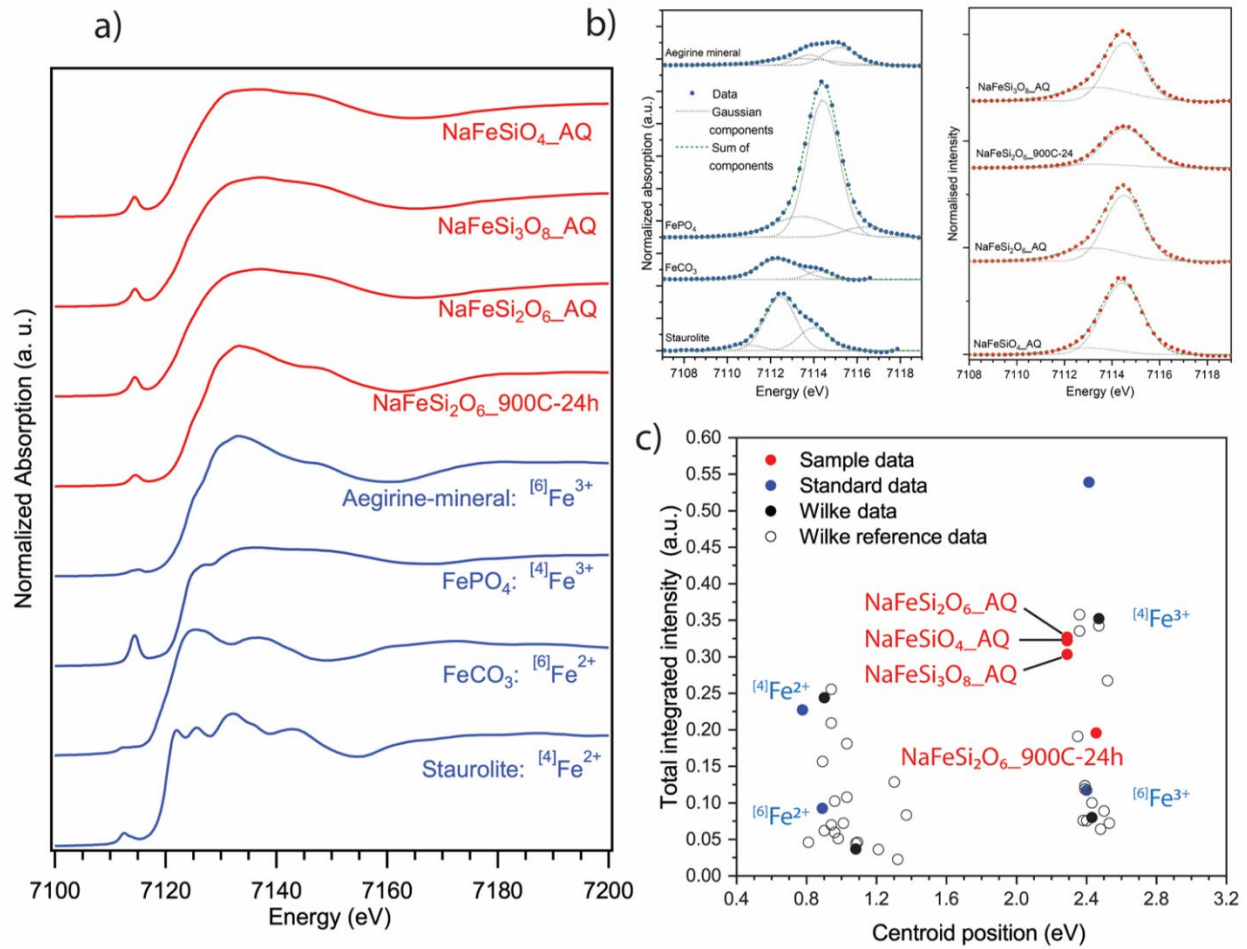 a)
Normalized Absorption (a. u.)
NaFeSiO₄_AQ
NaFeSi₃O₈_AQ
NaFeSi₂O₆_AQ
NaFeSi₂O₆_900C-24h
Aegirine-mineral: [6]Fe³⁺
FePO₄: [4]Fe³⁺
FeCO₃: [6]Fe²⁺
Staurolite: [4]Fe²⁺
7100 7120 7140 7160 7180 7200
Energy (eV)
b)
Normalized absorption (a.u.)
Aegirine mineral
Data
Gaussian
components
Sum of
components
FePO₄
FeCO₃
Staurolite
7108 7110 7112 7114 7116 7118
Energy (eV)
Normalised intensity
NaFeSi₃O₈_AQ
NaFeSi₂O₆_900C-24
NaFeSi₂O₆_AQ
NaFeSiO₄_AQ
7108 7110 7112 7114 7116 7118
Energy (eV)
c)
Total integrated intensity (a.u.)
0.60
0.55
0.50
0.45
0.40
0.35
0.30
0.25
0.20
0.15
0.10
0.05
0.00
Sample data
Standard data
Wilke data
Wilke reference data
NaFeSi₂O₆_AQ
NaFeSiO₄_AQ
NaFeSi₃O₈_AQ
[4]Fe³⁺
[4]Fe²⁺
NaFeSi₂O₆_900C-24h
[6]Fe²⁺
[6]Fe³⁺
0.4 0.8 1.2 1.6 2.0 2.4 2.8 3.2
Centroid position (eV)